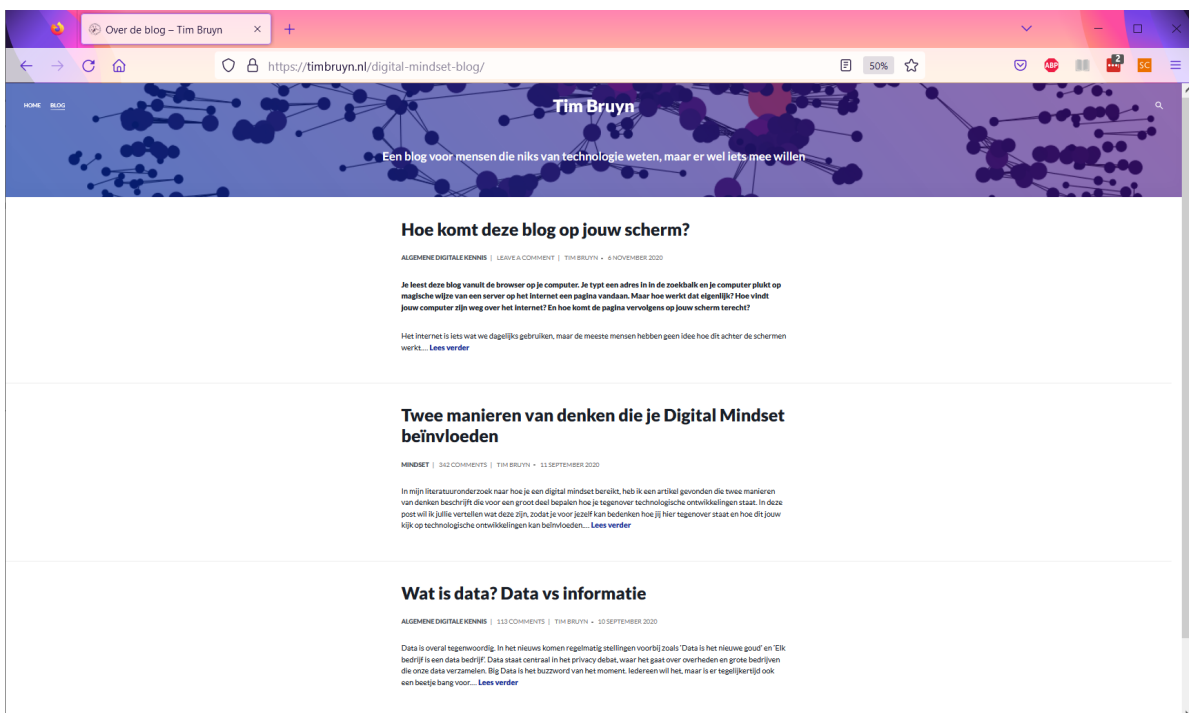 Over de blog – Tim Bruyn
https://timbruyn.nl/digital-mindset-blog/
50%
ABP
2
SC
HOME BLOG
Tim Bruyn
Een blog voor mensen die niks van technologie weten, maar er wel iets mee willen
Hoe komt deze blog op jouw scherm?
ALGEMENE DIGITALE KENNIS | LEAVE A COMMENT | TIM BRUYN • 6 NOVEMBER 2020
Je leest deze blog vanuit de browser op je computer. Je typt een adres in in de zoekbalk en je computer plukt op
magische wijze van een server op het internet een pagina vandaan. Maar hoe werkt dat eigenlijk? Hoe vindt
jouw computer zijn weg over het internet? En hoe komt de pagina vervolgens op jouw scherm terecht?
Het internet is iets wat we dagelijks gebruiken, maar de meeste mensen hebben geen idee hoe dit achter de schermen
werkt.... Lees verder
Twee manieren van denken die je Digital Mindset
beïnvloeden
MINDSET | 342 COMMENTS | TIM BRUYN • 11 SEPTEMBER 2020
In mijn literatuuronderzoek naar hoe je een digital mindset bereikt, heb ik een artikel gevonden die twee manieren
van denken beschrijft die voor een groot deel bepalen hoe je tegenover technologische ontwikkelingen staat. In deze
post wil ik jullie vertellen wat deze zijn, zodat je voor jezelf kan bedenken hoe jij hier tegenover staat en hoe dit jouw
kijk op technologische ontwikkelingen kan beïnvloeden.... Lees verder
Wat is data? Data vs informatie
ALGEMENE DIGITALE KENNIS | 113 COMMENTS | TIM BRUYN • 10 SEPTEMBER 2020
Data is overal tegenwoordig. In het nieuws komen regelmatig stellingen voorbij zoals 'Data is het nieuwe goud' en 'Elk
bedrijf is een data bedrijf'. Data staat centraal in het privacy debat, waar het gaat over overheden en grote bedrijven
die onze data verzamelen. Big Data is het buzzword van het moment. Iedereen wil het, maar is er tegelijkertijd ook
een beetje bang voor.... Lees verder